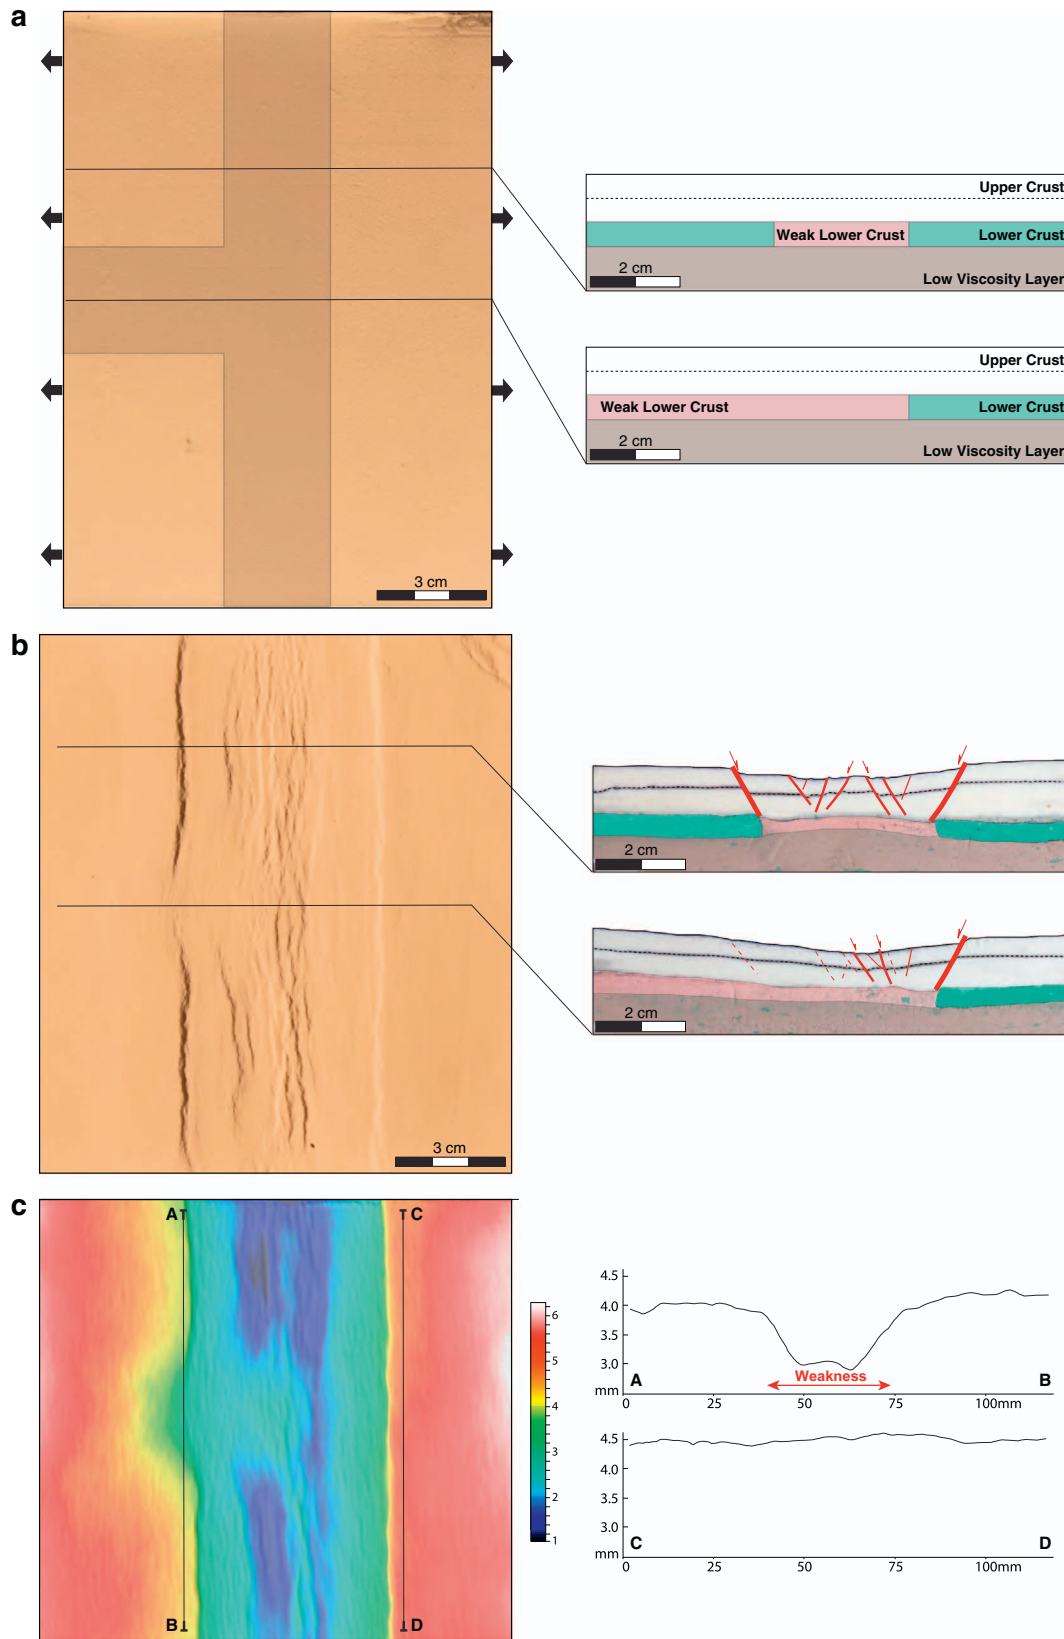 a
Upper Crust
Weak Lower Crust Lower Crust
2 cm
Low Viscosity Layer
Upper Crust
Weak Lower Crust Lower Crust
2 cm
Low Viscosity Layer
3 cm
b
2 cm
2 cm
3 cm
c
A C
B D
6
5
4
3
2
1
4.5
4.0
3.5
3.0
mm
A B
Weakness
0 25 50 75 100mm
4.5
4.0
3.5
3.0
mm
C D
0 25 50 75 100mm